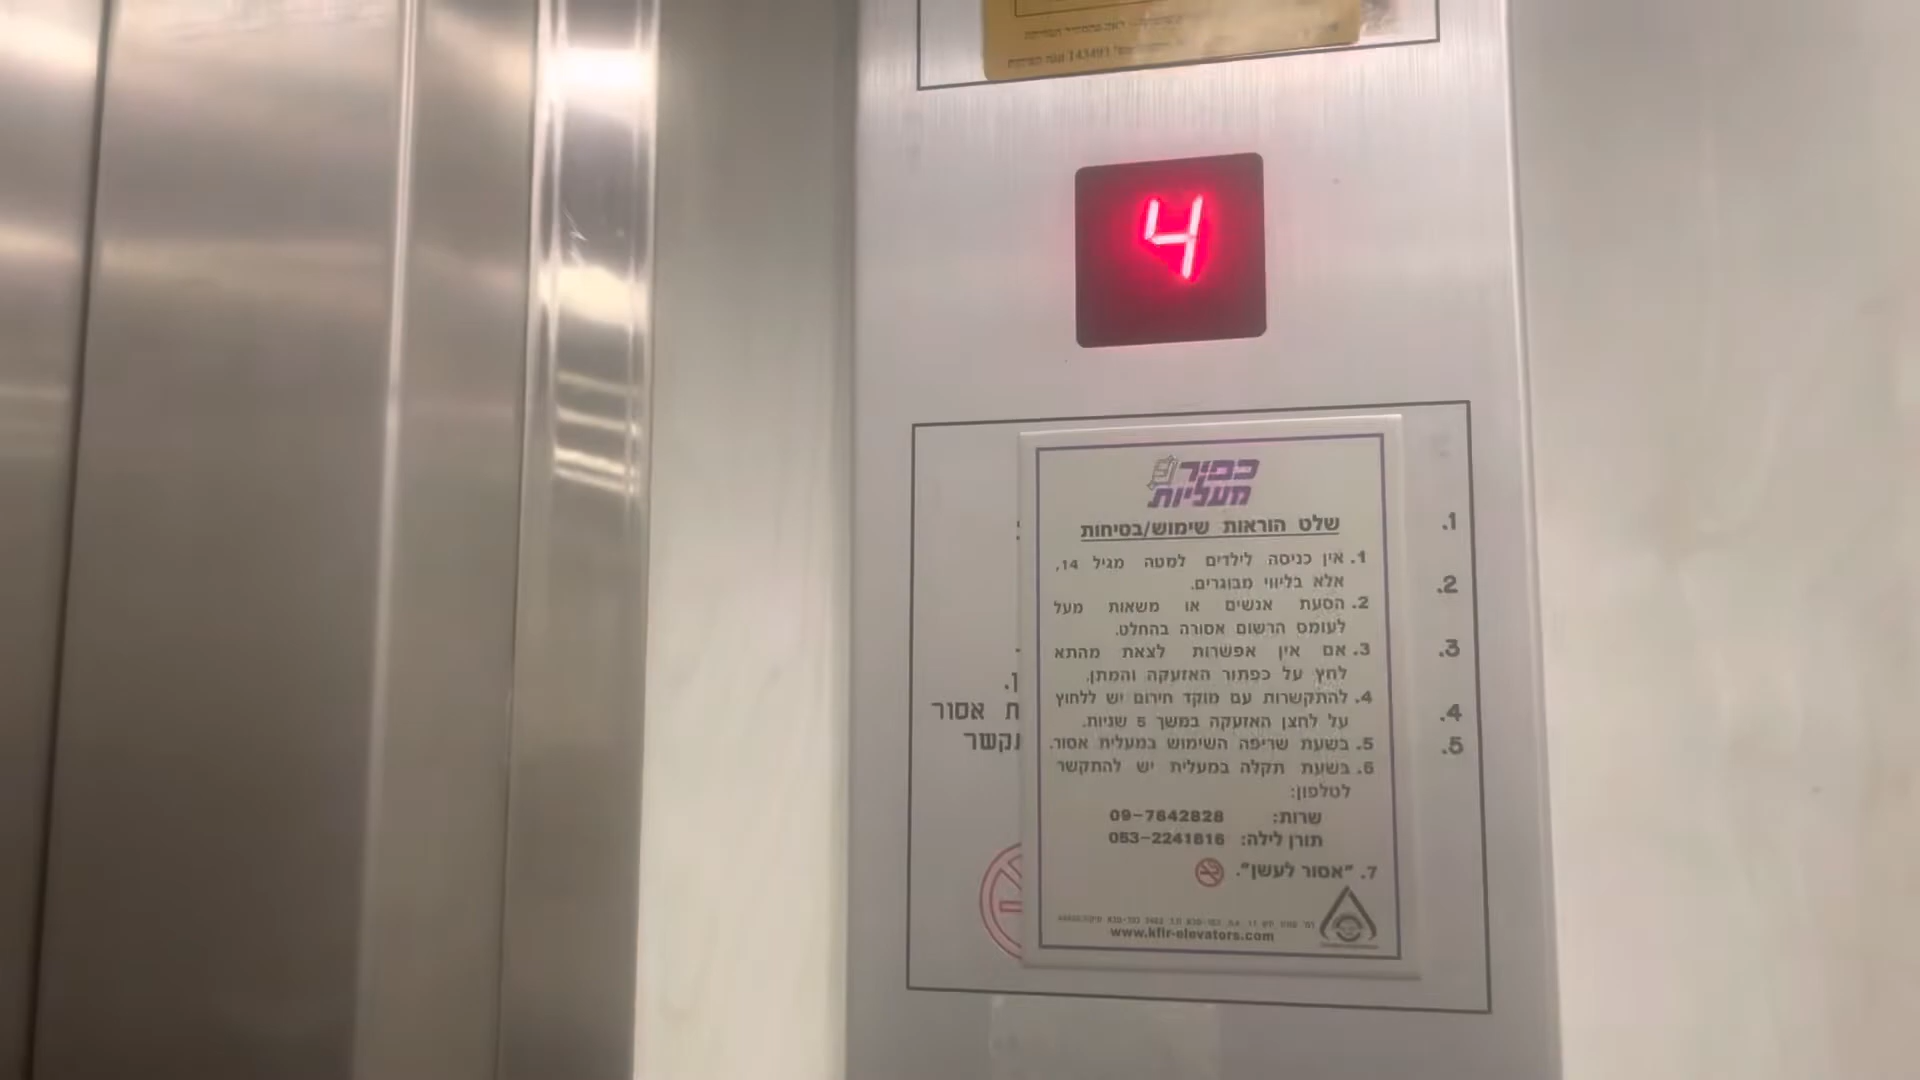 143493
4
כפיר
מעליות
שלט הוראות שימוש/בטיחות
1. אין כניסה לילדים למטה מגיל 14,
אלא בליווי מבוגרים.
2. הסעת אנשים או משאות מעל
לעומס הרשום אסורה בהחלט.
3. אם אין אפשרות לצאת מהתא
לחץ על כפתור האזעקה והמתן.
4. להתקשרות עם מוקד חירום יש ללחוץ
על לחצן האזעקה במשך 5 שניות.
5. בשעת שריפה השימוש במעלית אסור.
6. בשעת תקלה במעלית יש להתקשר
לטלפון:
שרות: 09-7642828
תורן לילה: 053-2241616
7. "אסור לעשן".
www.kfir-elevators.com
1.
2.
3.
4.
5.
ת אסור
תקשר